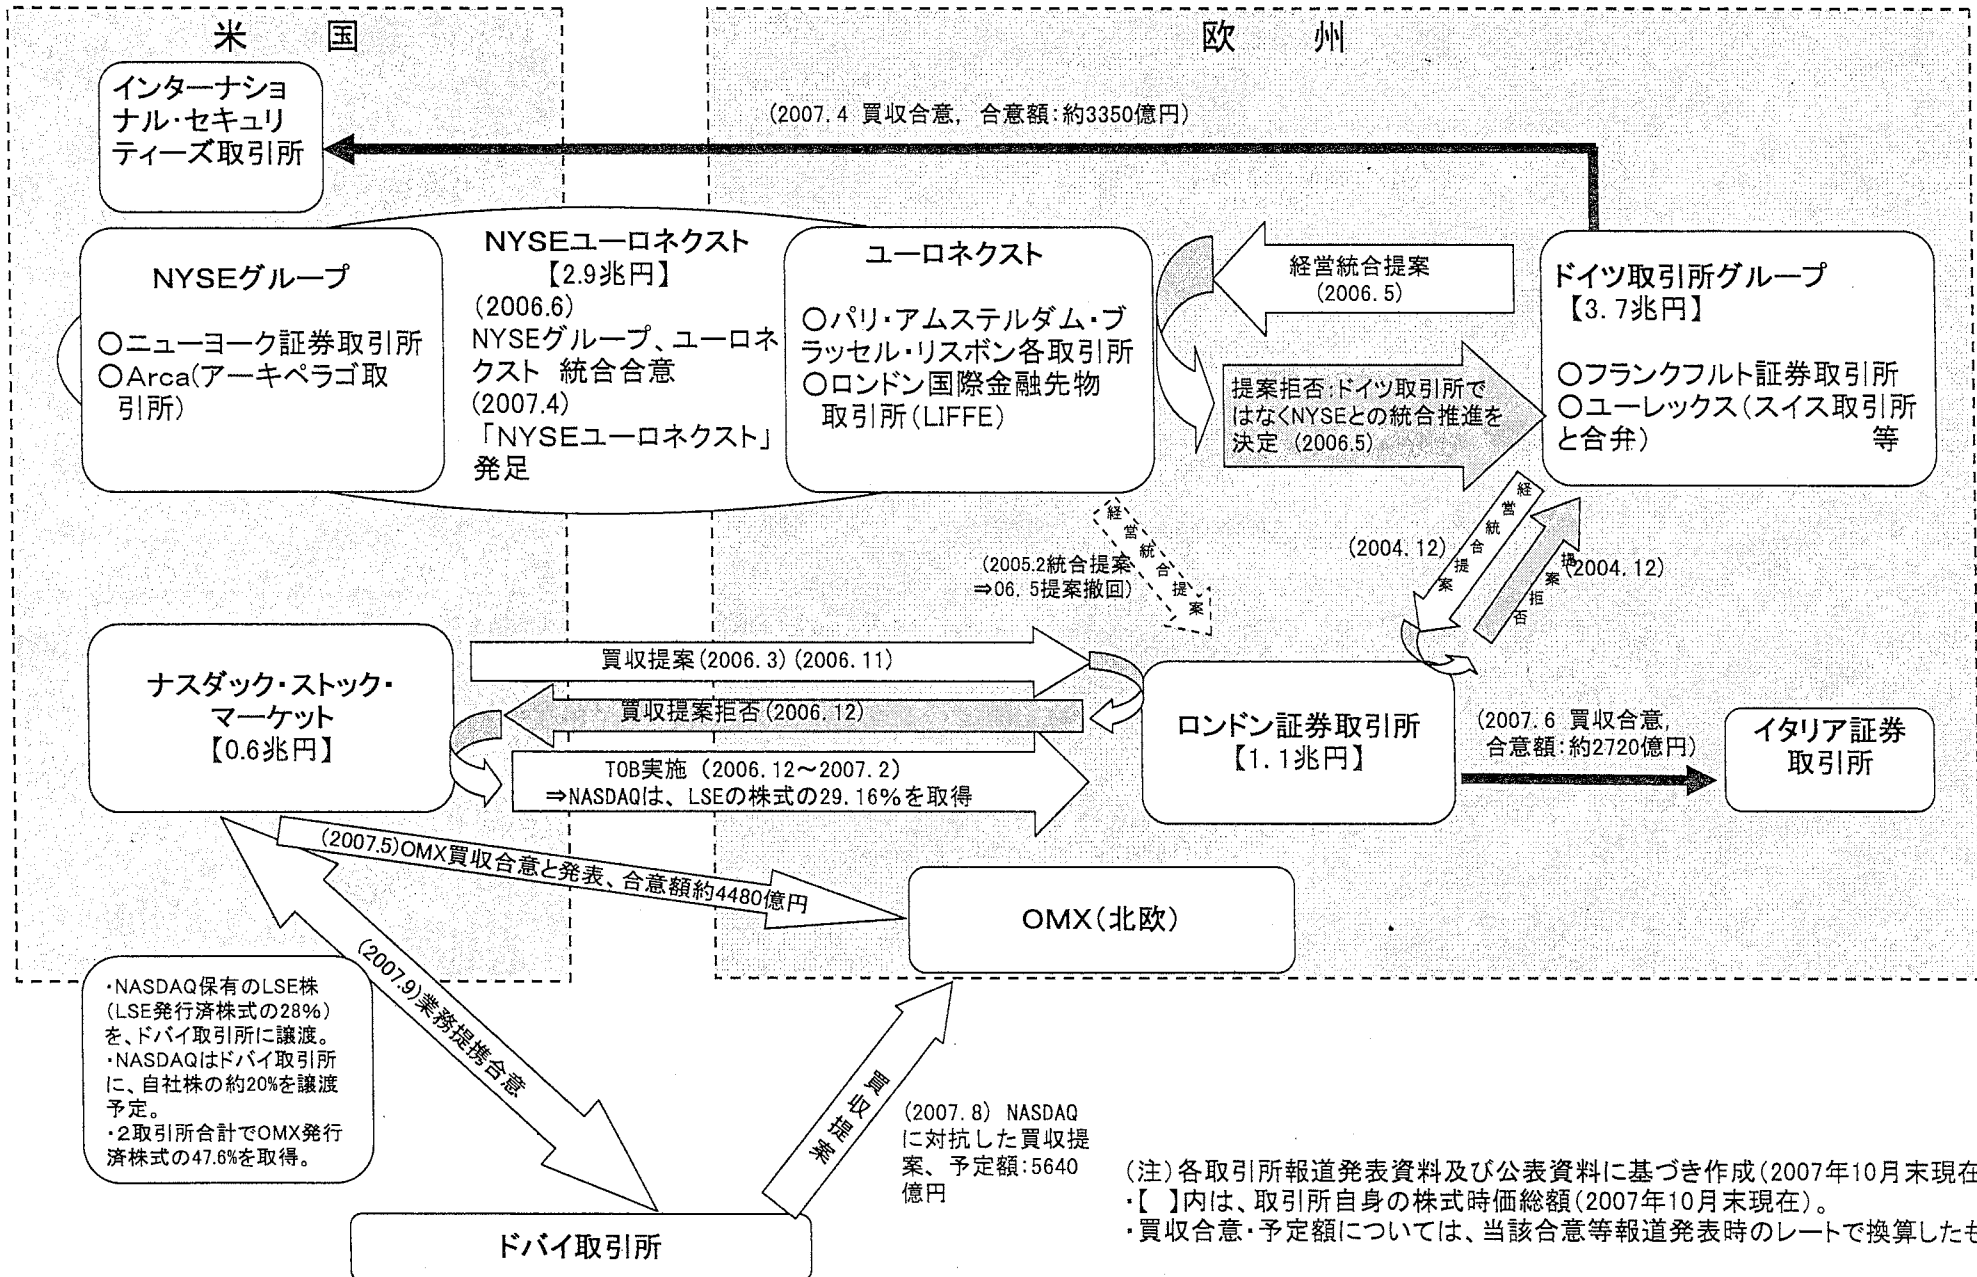 米　国
欧　州
インターナショ
ナル・セキュリ
ティーズ取引所
(2007.4 買収合意, 合意額:約3350億円)
NYSEグループ
○ニューヨーク証券取引所
○Arca(アーキペラゴ取
引所)
NYSEユーロネクスト
【2.9兆円】
(2006.6)
NYSEグループ、ユーロネ
クスト 統合合意
(2007.4)
「NYSEユーロネクスト」
発足
ユーロネクスト
○パリ・アムステルダム・ブ
ラッセル・リスボン各取引所
○ロンドン国際金融先物
取引所(LIFFE)
経営統合提案
(2006.5)
提案拒否:ドイツ取引所で
はなくNYSEとの統合推進を
決定 (2006.5)
ドイツ取引所グループ
【3.7兆円】
○フランクフルト証券取引所
○ユーレックス(スイス取引所
と合弁)　等
経営統合提案
(2005.2統合提案
⇒06.5提案撤回)
(2004.12)
経営統合提案
提案拒否
(2004.12)
ナスダック・ストック・
マーケット
【0.6兆円】
買収提案(2006.3)(2006.11)
買収提案拒否(2006.12)
TOB実施 (2006.12～2007.2)
⇒NASDAQは、LSEの株式の29.16%を取得
ロンドン証券取引所
【1.1兆円】
(2007.6 買収合意,
合意額:約2720億円)
イタリア証券
取引所
(2007.5)OMX買収合意と発表、合意額約4480億円
OMX(北欧)
(2007.9)業務提携合意
・NASDAQ保有のLSE株
(LSE発行済株式の28%)
を、ドバイ取引所に譲渡。
・NASDAQはドバイ取引所
に、自社株の約20%を譲渡
予定。
・2取引所合計でOMX発行
済株式の47.6%を取得。
買収提案
(2007.8) NASDAQ
に対抗した買収提
案、予定額:5640
億円
ドバイ取引所
(注)各取引所報道発表資料及び公表資料に基づき作成(2007年10月末現在
・【 】内は、取引所自身の株式時価総額(2007年10月末現在)。
・買収合意・予定額については、当該合意等報道発表時のレートで換算したも